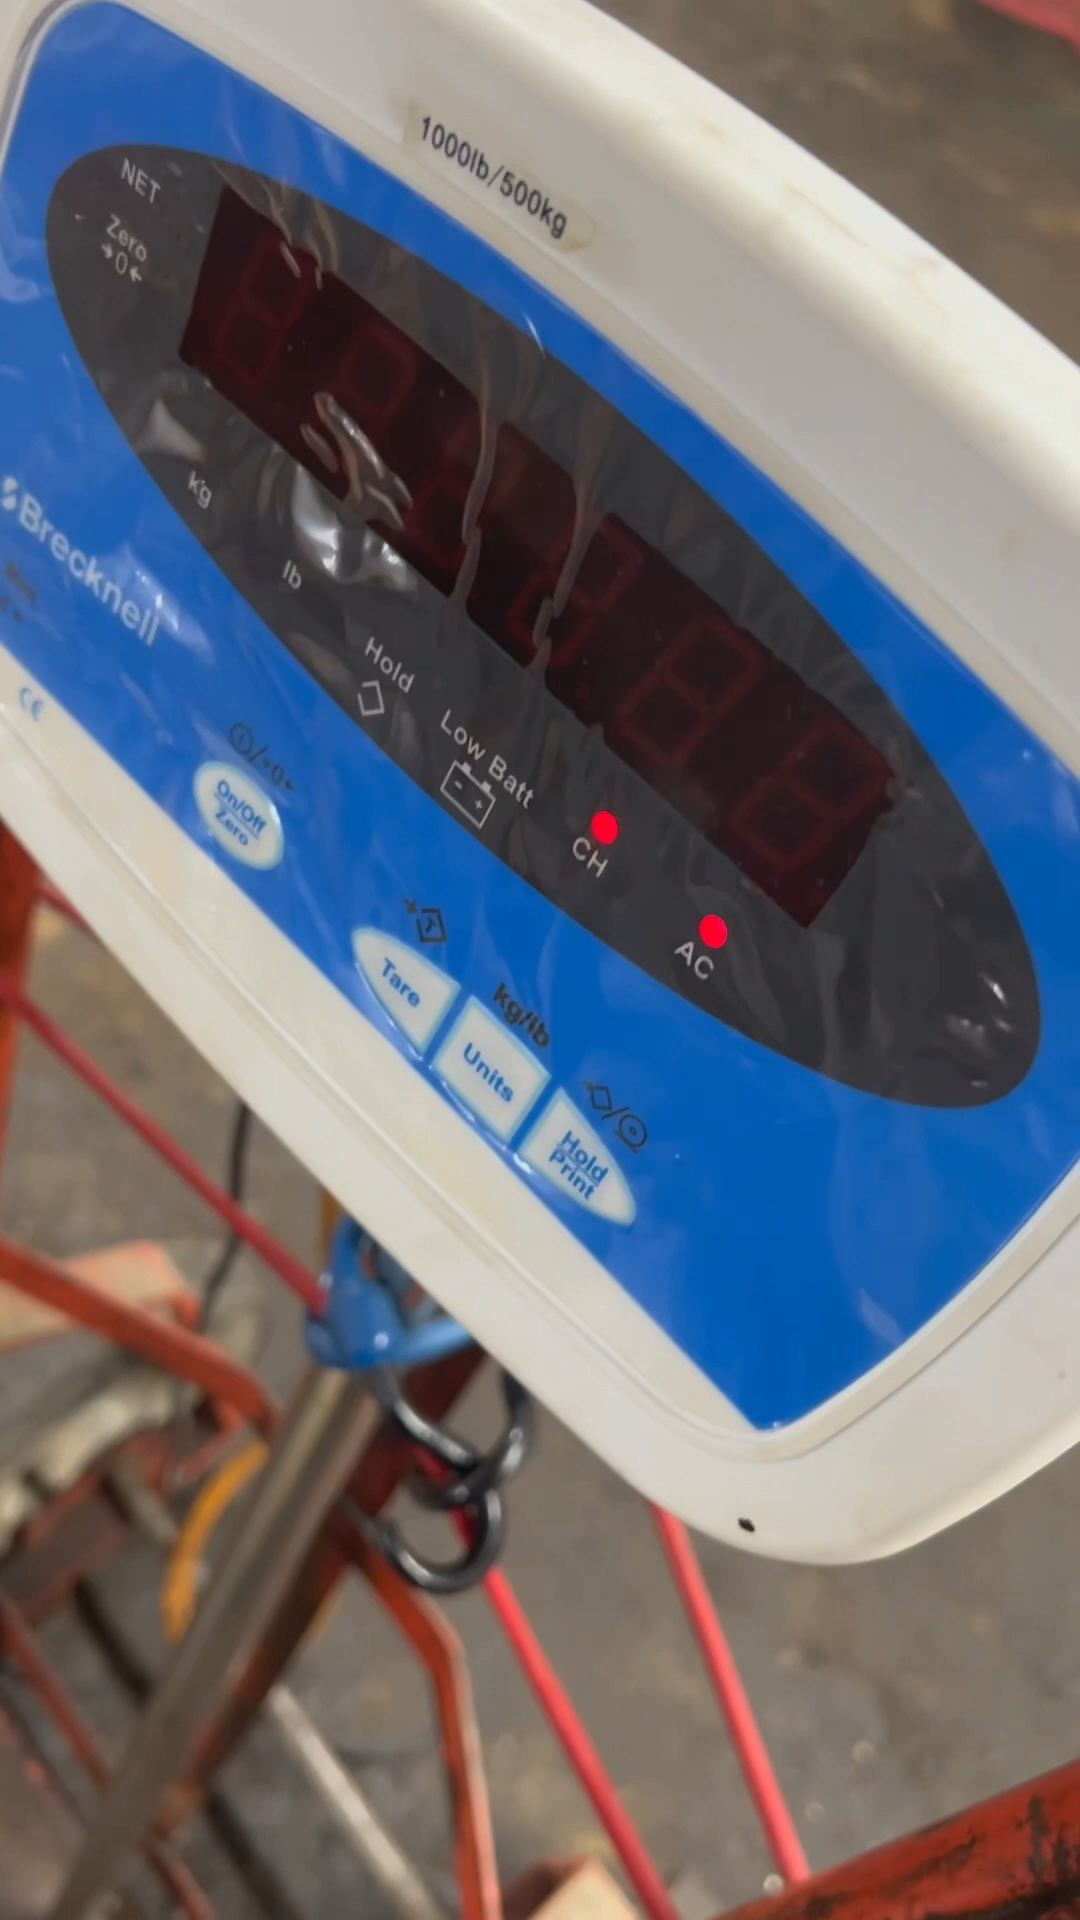 1000lb/500kg
NET
Zero
→0←
kg
lb
Hold
Low Batt
CH
AC
Brecknell
CE
On/Off
Zero
Tare
kg/lb
Units
Hold
Print